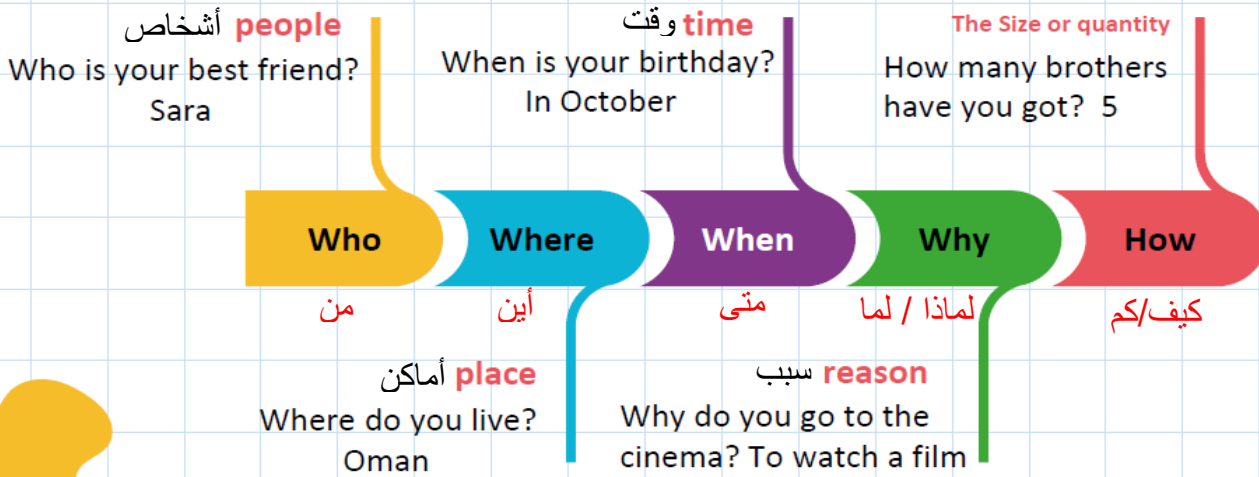 أشخاص people
Who is your best friend?
Sara
وقت time
When is your birthday?
In October
The Size or quantity
How many brothers
have you got? 5
Who
Where
When
Why
How
من
أين
متى
لماذا / لما
كيف/كم
أماكن place
Where do you live?
Oman
سبب reason
Why do you go to the
cinema? To watch a film